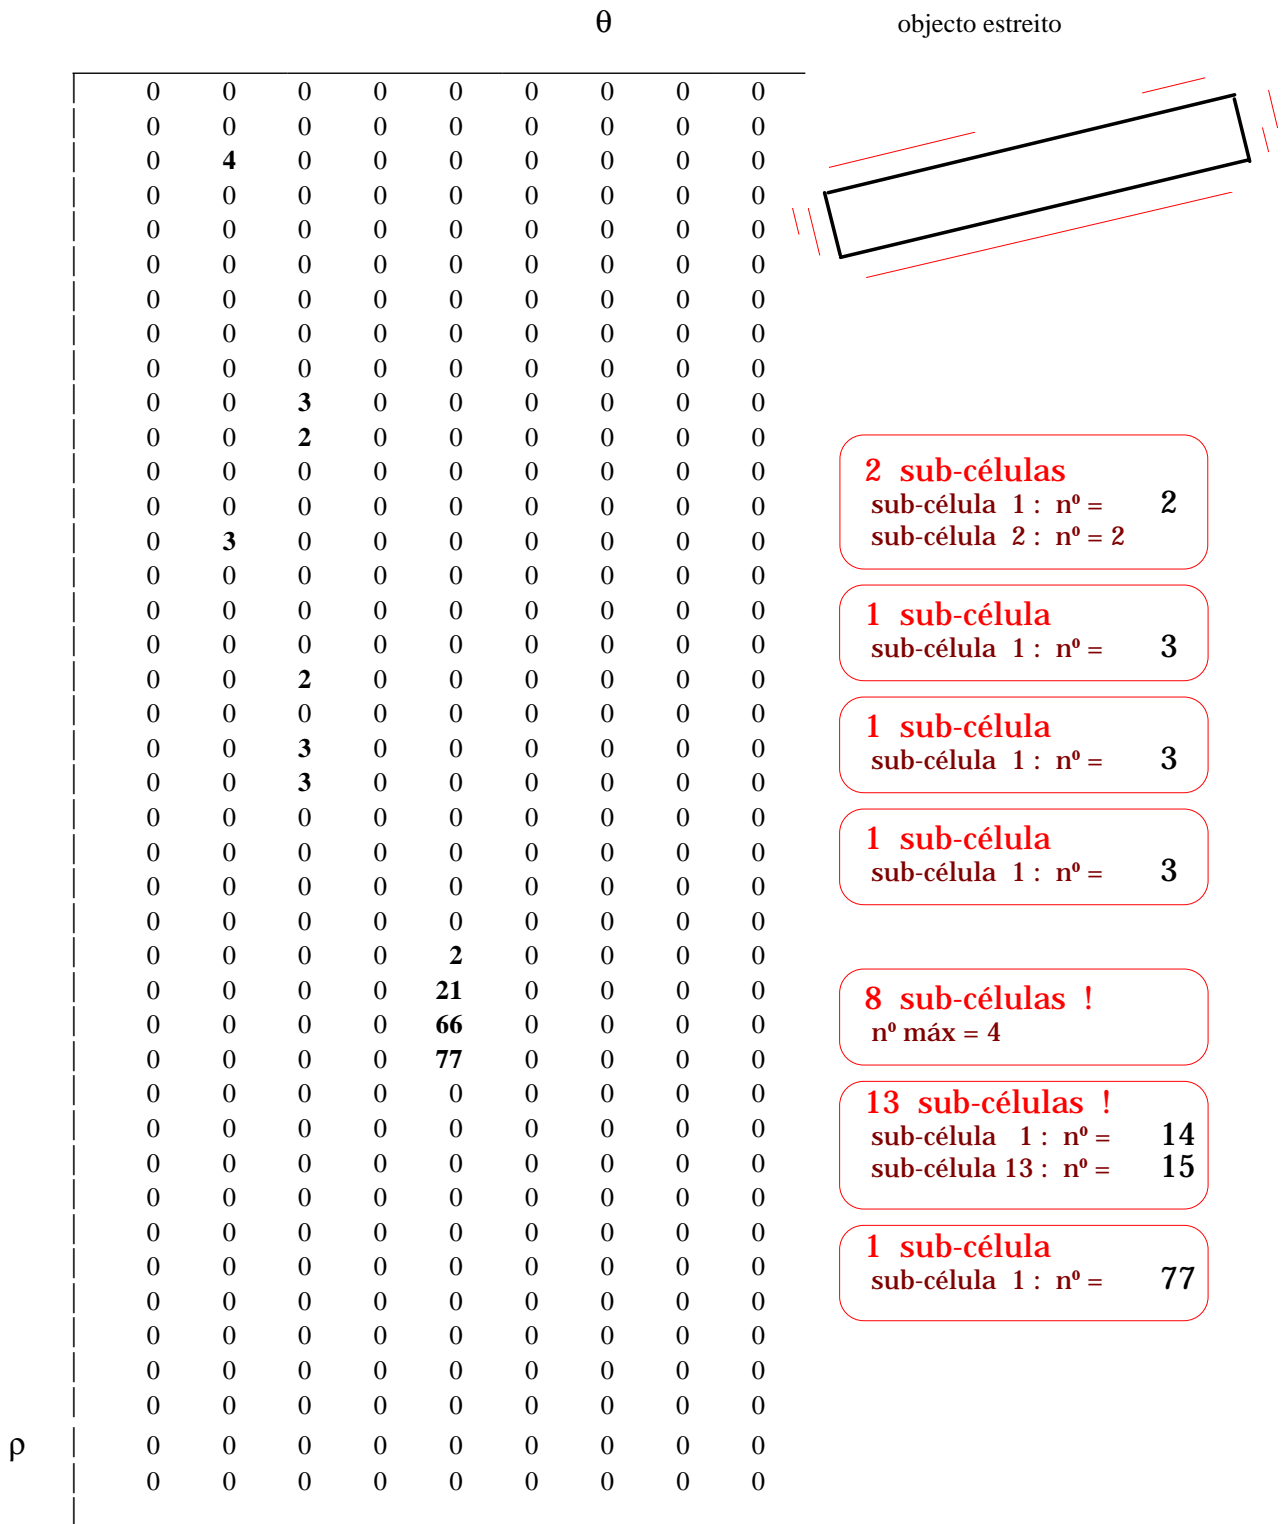 θ objecto estreito
0 0 0 0 0 0 0 0 0
0 0 0 0 0 0 0 0 0
0 4 0 0 0 0 0 0 0
0 0 0 0 0 0 0 0 0
0 0 0 0 0 0 0 0 0
0 0 0 0 0 0 0 0 0
0 0 0 0 0 0 0 0 0
0 0 0 0 0 0 0 0 0
0 0 0 0 0 0 0 0 0
0 0 3 0 0 0 0 0 0
0 0 2 0 0 0 0 0 0
0 0 0 0 0 0 0 0 0
0 0 0 0 0 0 0 0 0
0 3 0 0 0 0 0 0 0
0 0 0 0 0 0 0 0 0
0 0 0 0 0 0 0 0 0
0 0 0 0 0 0 0 0 0
0 0 2 0 0 0 0 0 0
0 0 0 0 0 0 0 0 0
0 0 3 0 0 0 0 0 0
0 0 3 0 0 0 0 0 0
0 0 0 0 0 0 0 0 0
0 0 0 0 0 0 0 0 0
0 0 0 0 0 0 0 0 0
0 0 0 0 0 0 0 0 0
0 0 0 0 2 0 0 0 0
0 0 0 0 21 0 0 0 0
0 0 0 0 66 0 0 0 0
0 0 0 0 77 0 0 0 0
0 0 0 0 0 0 0 0 0
0 0 0 0 0 0 0 0 0
0 0 0 0 0 0 0 0 0
0 0 0 0 0 0 0 0 0
0 0 0 0 0 0 0 0 0
0 0 0 0 0 0 0 0 0
0 0 0 0 0 0 0 0 0
0 0 0 0 0 0 0 0 0
0 0 0 0 0 0 0 0 0
0 0 0 0 0 0 0 0 0
ρ 0 0 0 0 0 0 0 0 0
0 0 0 0 0 0 0 0 0
2 sub-células
sub-célula 1 : nº = 2
sub-célula 2 : nº = 2
1 sub-célula
sub-célula 1 : nº = 3
1 sub-célula
sub-célula 1 : nº = 3
1 sub-célula
sub-célula 1 : nº = 3
8 sub-células !
nº máx = 4
13 sub-células !
sub-célula 1 : nº = 14
sub-célula 13 : nº = 15
1 sub-célula
sub-célula 1 : nº = 77